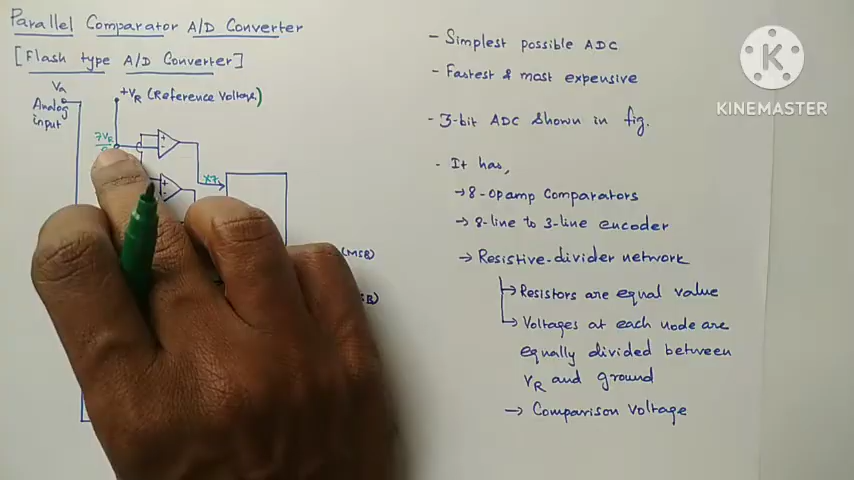 Parallel Comparator A/D Converter
[Flash type A/D Converter]
Va
Analog
input
+VR (Reference Voltage)
7VR
+
-
+
-
X7
(MSB)
- Simplest possible ADC
- Fastest & most expensive
- 3-bit ADC shown in fig.
- It has,
→ 8-opamp comparators
→ 8-line to 3-line encoder
→ Resistive-divider network
→ Resistors are equal value
→ Voltages at each node are
equally divided between
VR and ground
→ Comparison voltage
K
KINEMASTER